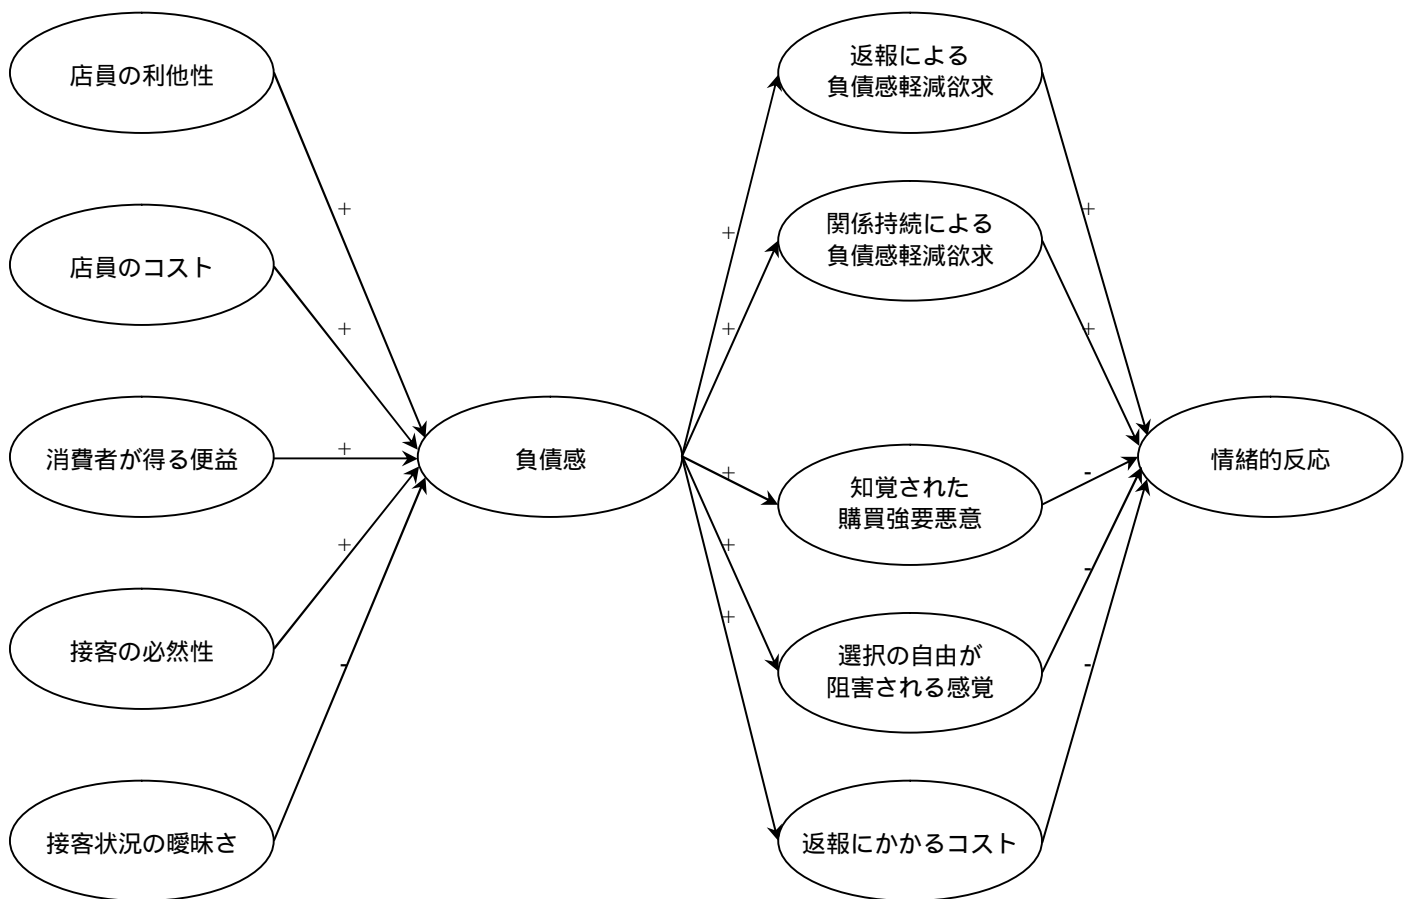 店員の利他性
店員のコスト
消費者が得る便益
接客の必然性
接客状況の曖昧さ
+
+
+
+
-
負債感
+
+
+
+
+
返報による
負債感軽減欲求
関係持続による
負債感軽減欲求
知覚された
購買強要悪意
選択の自由が
阻害される感覚
返報にかかるコスト
+
+
-
-
-
情緒的反応